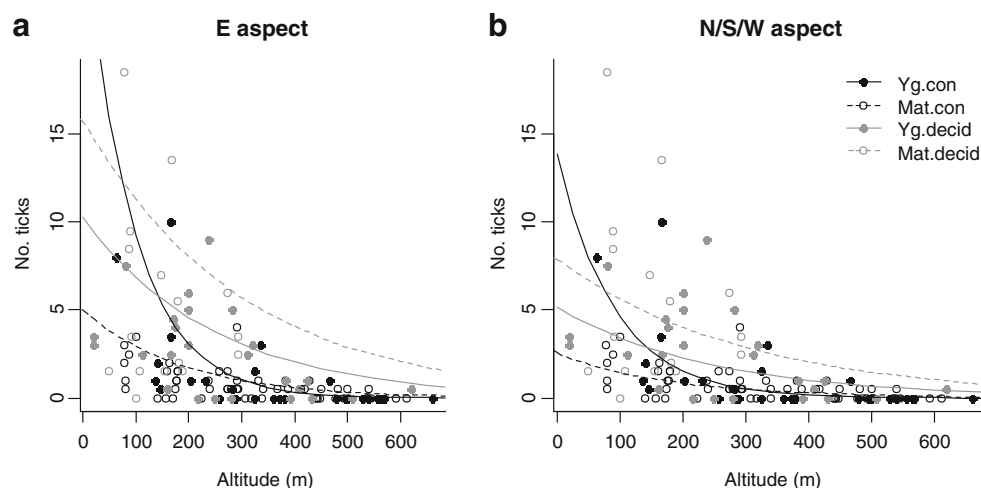 a
E aspect
b
N/S/W aspect
Yg.con
Mat.con
Yg.decid
Mat.decid
No. ticks
15
10
5
0
0 100 200 300 400 500 600
Altitude (m)
No. ticks
15
10
5
0
0 100 200 300 400 500 600
Altitude (m)